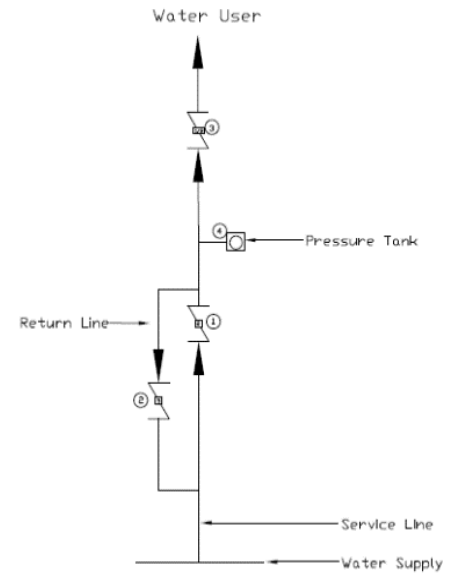 Water User
3
4
Pressure Tank
Return Line
1
2
Service Line
Water Supply